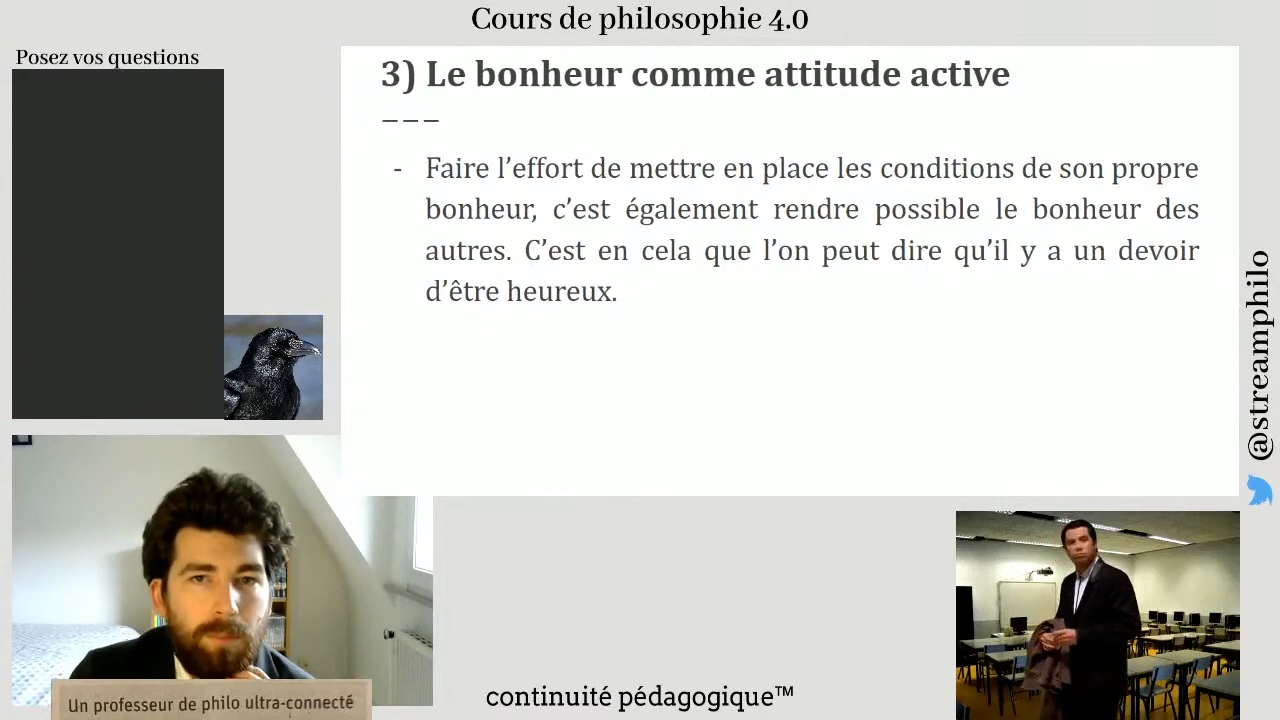 Cours de philosophie 4.0
Posez vos questions
3) Le bonheur comme attitude active
---
- Faire l’effort de mettre en place les conditions de son propre
bonheur, c’est également rendre possible le bonheur des
autres. C’est en cela que l’on peut dire qu’il y a un devoir
d’être heureux.
@streamphilo
Un professeur de philo ultra-connecté
continuité pédagogique™